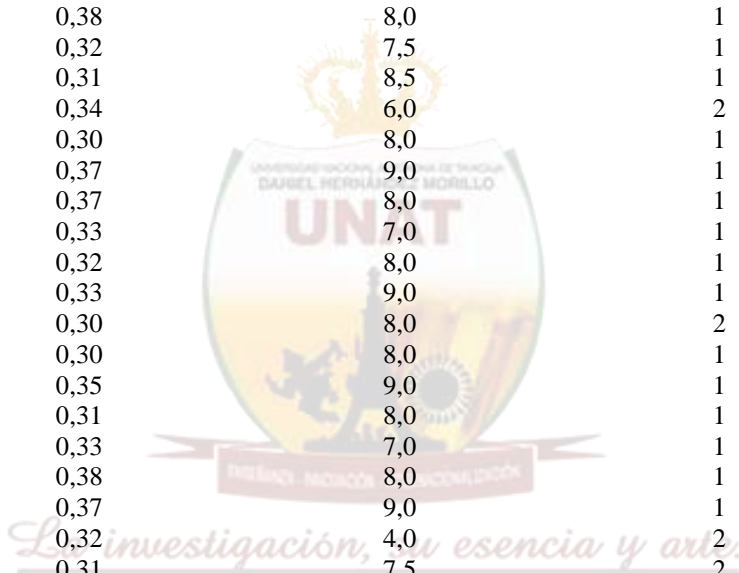 0,38 8,0 1
0,32 7,5 1
0,31 8,5 1
0,34 6,0 2
0,30 8,0 1
0,37 9,0 1
0,37 8,0 1
0,33 7,0 1
0,32 8,0 1
0,33 9,0 1
0,30 8,0 2
0,30 8,0 1
0,35 9,0 1
0,31 8,0 1
0,33 7,0 1
0,38 8,0 1
0,37 9,0 1
0,32 4,0 2
0,31 7,5 2
DANIEL HERNÁNDEZ MORILLO
UNAT
La investigación, su esencia y arte.